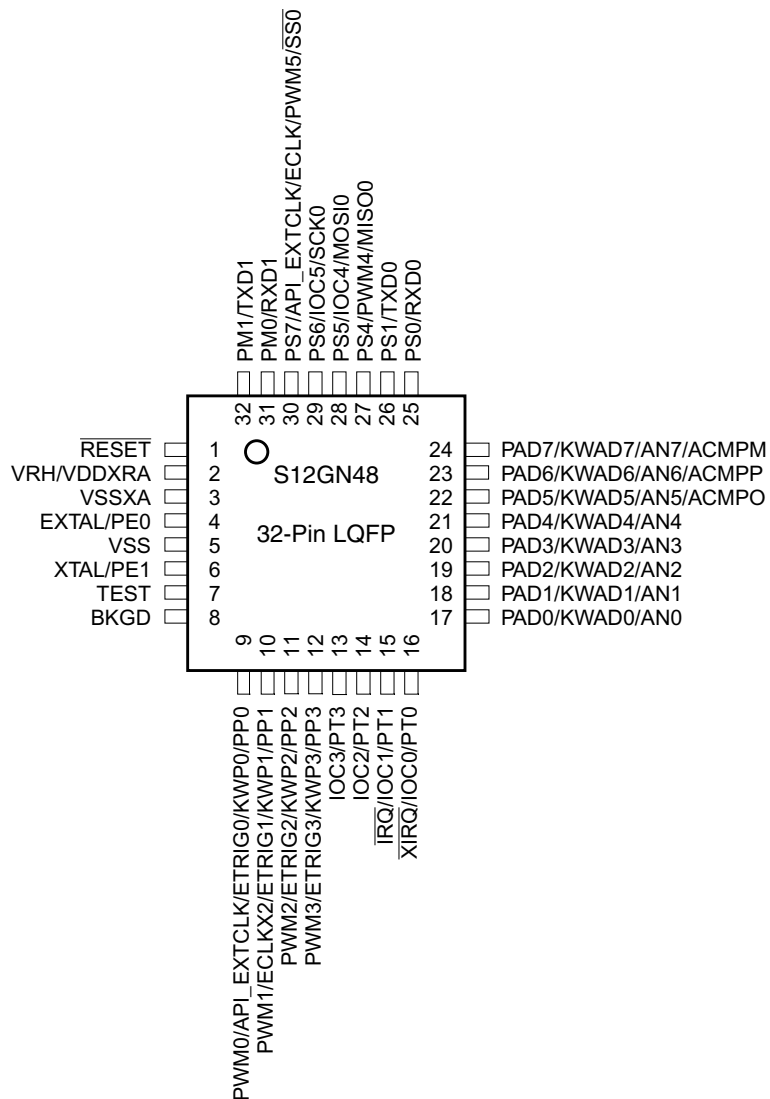 PS7/API_EXTCLK/ECLK/PWM5/SS0
PM1/TXD1
PM0/RXD1
PS6/IOC5/SCK0
PS5/IOC4/MOSI0
PS4/PWM4/MISO0
PS1/TXD0
PS0/RXD0
32
31
30
29
28
27
26
25
RESET 1
VRH/VDDXRA 2
VSSXA 3
EXTAL/PE0 4
VSS 5
XTAL/PE1 6
TEST 7
BKGD 8
S12GN48
32-Pin LQFP
24 PAD7/KWAD7/AN7/ACMPM
23 PAD6/KWAD6/AN6/ACMPP
22 PAD5/KWAD5/AN5/ACMPO
21 PAD4/KWAD4/AN4
20 PAD3/KWAD3/AN3
19 PAD2/KWAD2/AN2
18 PAD1/KWAD1/AN1
17 PAD0/KWAD0/AN0
9
10
11
12
13
14
15
16
PWM0/API_EXTCLK/ETRIG0/KWP0/PP0
PWM1/ECLKX2/ETRIG1/KWP1/PP1
PWM2/ETRIG2/KWP2/PP2
PWM3/ETRIG3/KWP3/PP3
IOC3/PT3
IOC2/PT2
IRQ/IOC1/PT1
XIRQ/IOC0/PT0